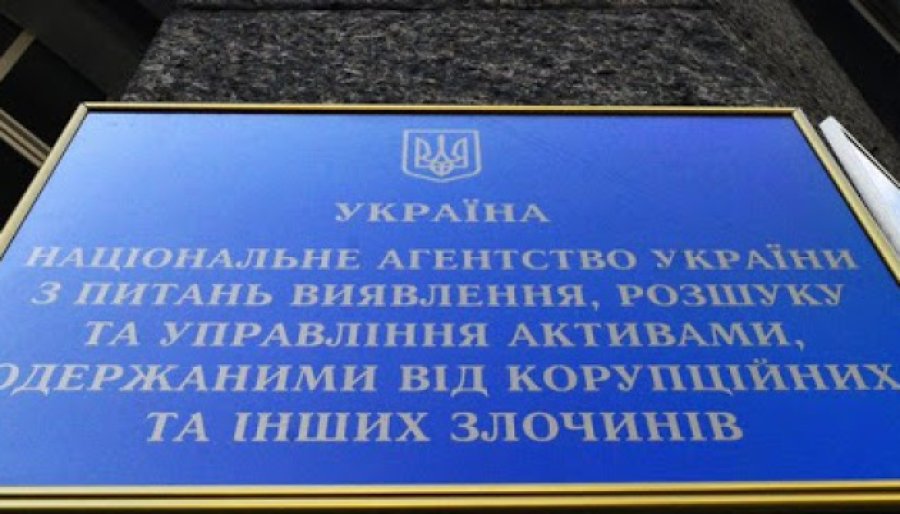 УКРАЇНА
НАЦІОНАЛЬНЕ АГЕНТСТВО УКРАЇНИ
З ПИТАНЬ ВИЯВЛЕННЯ, РОЗШУКУ
ТА УПРАВЛІННЯ АКТИВАМИ,
ОДЕРЖАНИМИ ВІД КОРУПЦІЙНИХ
ТА ІНШИХ ЗЛОЧИНІВ